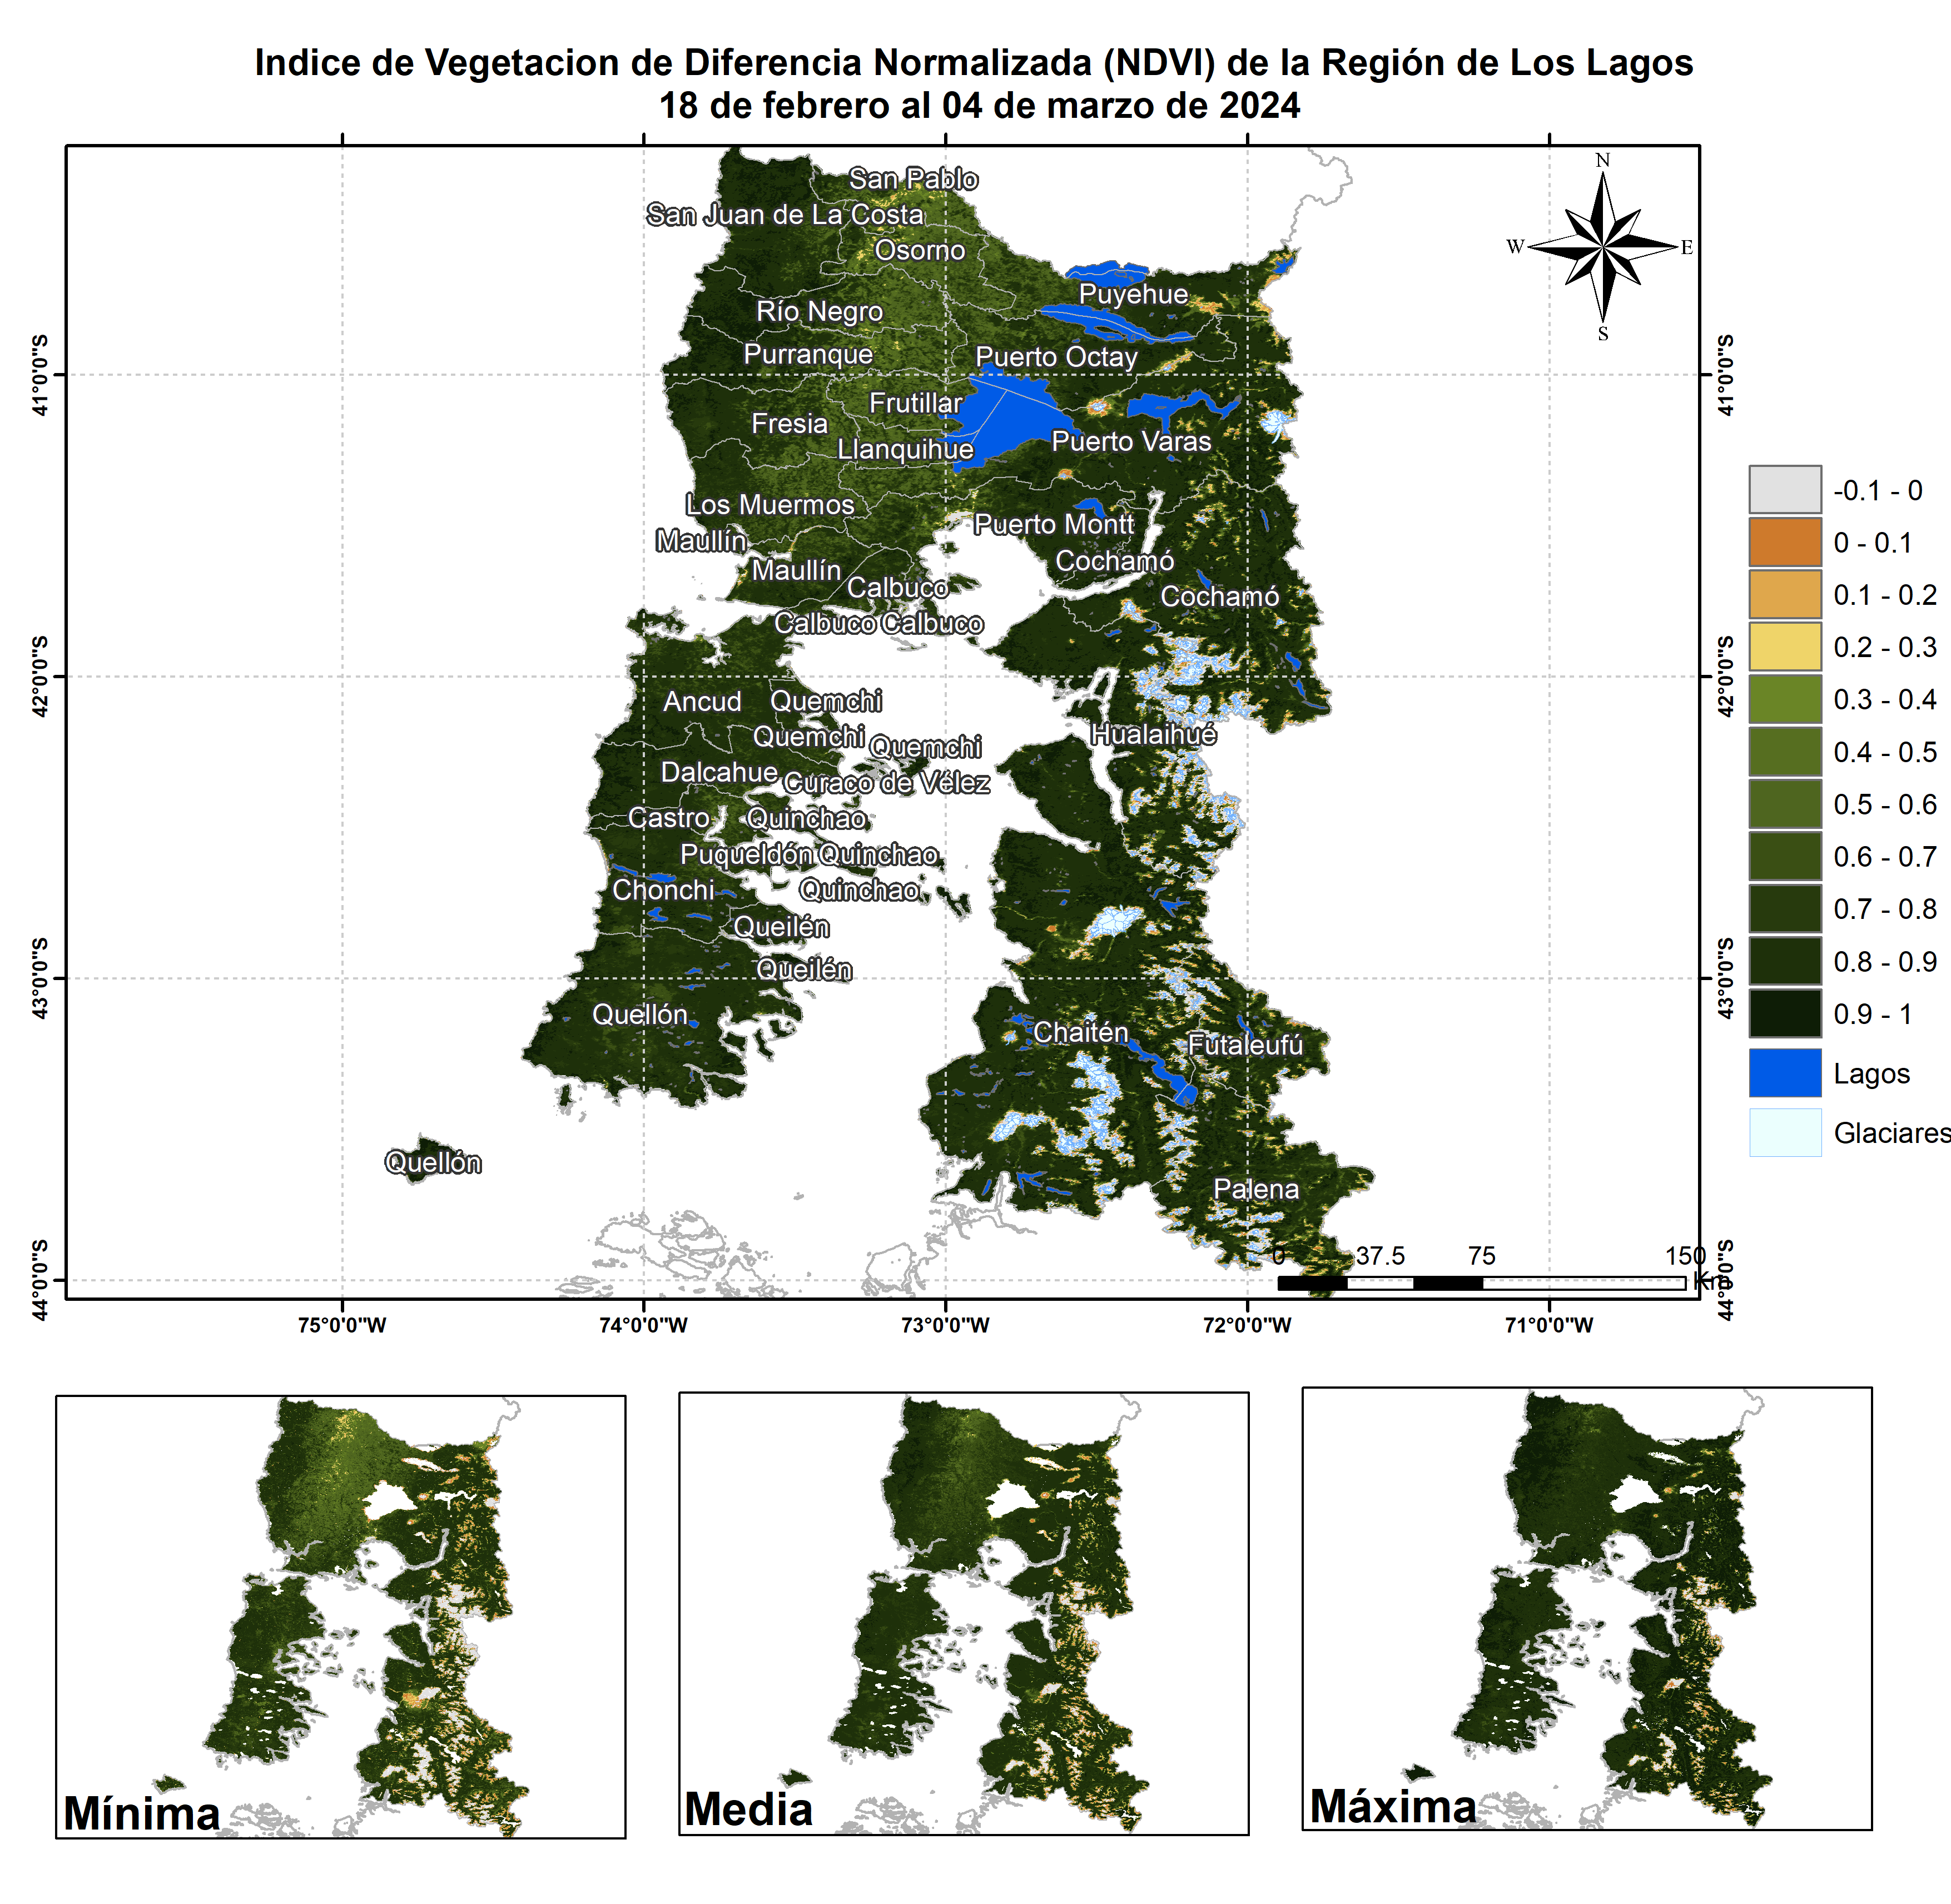 Indice de Vegetacion de Diferencia Normalizada (NDVI) de la Región de Los Lagos
18 de febrero al 04 de marzo de 2024
N
W E
S
San Pablo
San Juan de La Costa
Osorno
Puyehue
Río Negro
Purranque
Puerto Octay
Frutillar
Fresia
Llanquihue
Puerto Varas
Los Muermos
Puerto Montt
Maullín
Cochamó
Maullín
Calbuco
Cochamó
Calbuco Calbuco
Ancud
Quemchi
Quemchi
Hualaihué
Quemchi
Dalcahue
Curaco de Vélez
Castro
Quinchao
Puqueldón Quinchao
Chonchi
Quinchao
Queilén
Queilén
Quellón
Chaitén
Futaleufú
Quellón
Palena
0 37.5 75 150
Km
41°0'0"S
42°0'0"S
43°0'0"S
44°0'0"S
41°0'0"S
42°0'0"S
43°0'0"S
44°0'0"S
75°0'0"W 74°0'0"W 73°0'0"W 72°0'0"W 71°0'0"W
-0.1 - 0
0 - 0.1
0.1 - 0.2
0.2 - 0.3
0.3 - 0.4
0.4 - 0.5
0.5 - 0.6
0.6 - 0.7
0.7 - 0.8
0.8 - 0.9
0.9 - 1
Lagos
Glaciares
Mínima
Media
Máxima